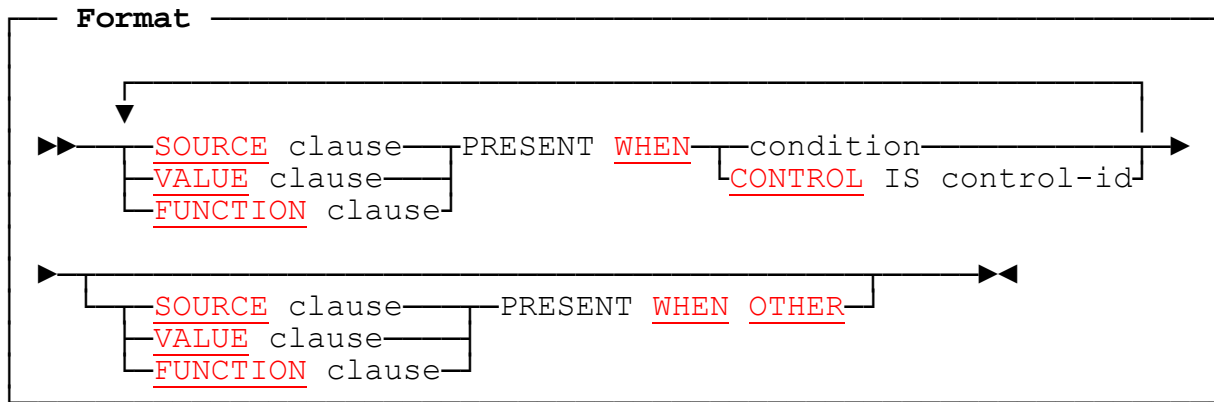 Format
SOURCE clause PRESENT WHEN condition
VALUE clause CONTROL IS control-id
FUNCTION clause
SOURCE clause PRESENT WHEN OTHER
VALUE clause
FUNCTION clause